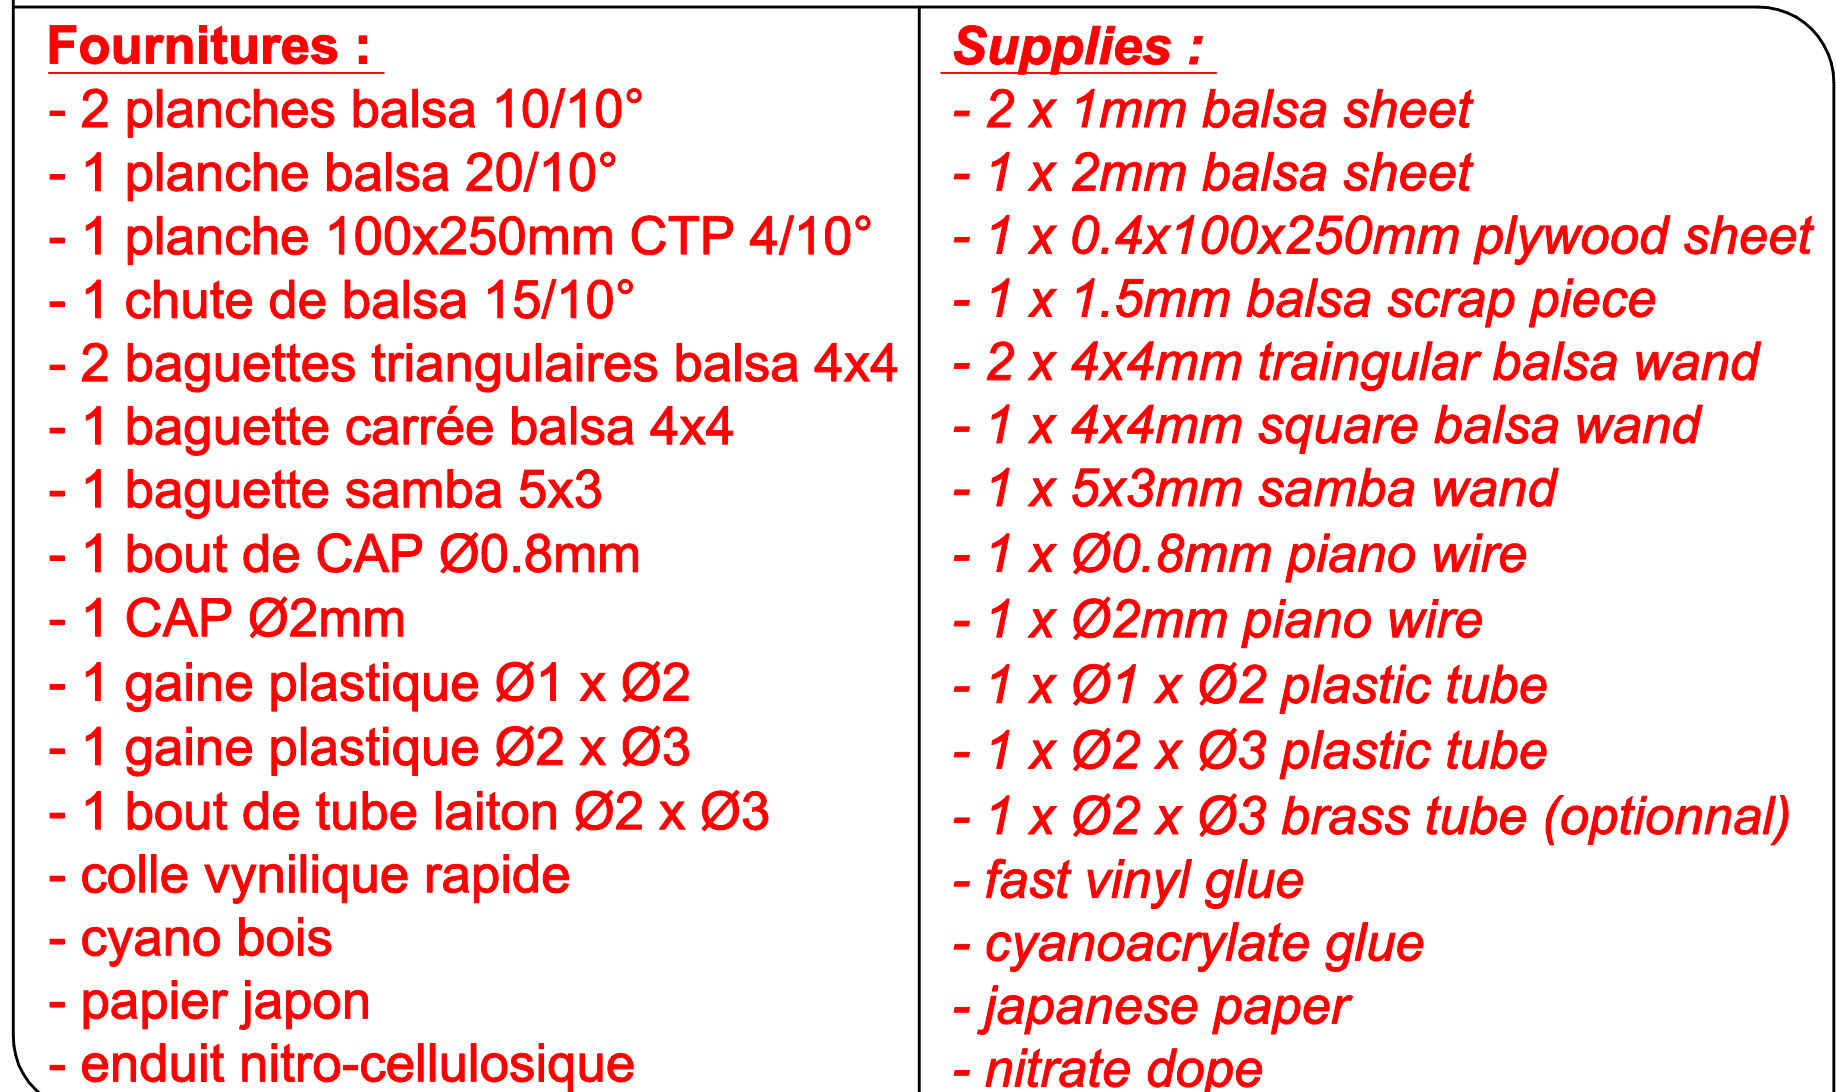 Fournitures :
- 2 planches balsa 10/10°
- 1 planche balsa 20/10°
- 1 planche 100x250mm CTP 4/10°
- 1 chute de balsa 15/10°
- 2 baguettes triangulaires balsa 4x4
- 1 baguette carrée balsa 4x4
- 1 baguette samba 5x3
- 1 bout de CAP Ø0.8mm
- 1 CAP Ø2mm
- 1 gaine plastique Ø1 x Ø2
- 1 gaine plastique Ø2 x Ø3
- 1 bout de tube laiton Ø2 x Ø3
- colle vynilique rapide
- cyano bois
- papier japon
- enduit nitro-cellulosique
Supplies :
- 2 x 1mm balsa sheet
- 1 x 2mm balsa sheet
- 1 x 0.4x100x250mm plywood sheet
- 1 x 1.5mm balsa scrap piece
- 2 x 4x4mm traingular balsa wand
- 1 x 4x4mm square balsa wand
- 1 x 5x3mm samba wand
- 1 x Ø0.8mm piano wire
- 1 x Ø2mm piano wire
- 1 x Ø1 x Ø2 plastic tube
- 1 x Ø2 x Ø3 plastic tube
- 1 x Ø2 x Ø3 brass tube (optionnal)
- fast vinyl glue
- cyanoacrylate glue
- japanese paper
- nitrate dope